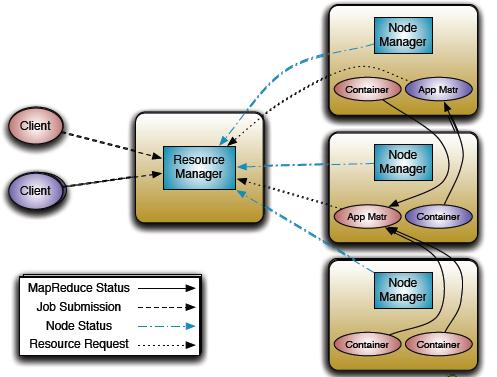 Node
Manager
Container
App Mstr
Client
Resource
Manager
Client
Node
Manager
App Mstr
Container
MapReduce Status
Job Submission
Node Status
Resource Request
Node
Manager
Container
Container